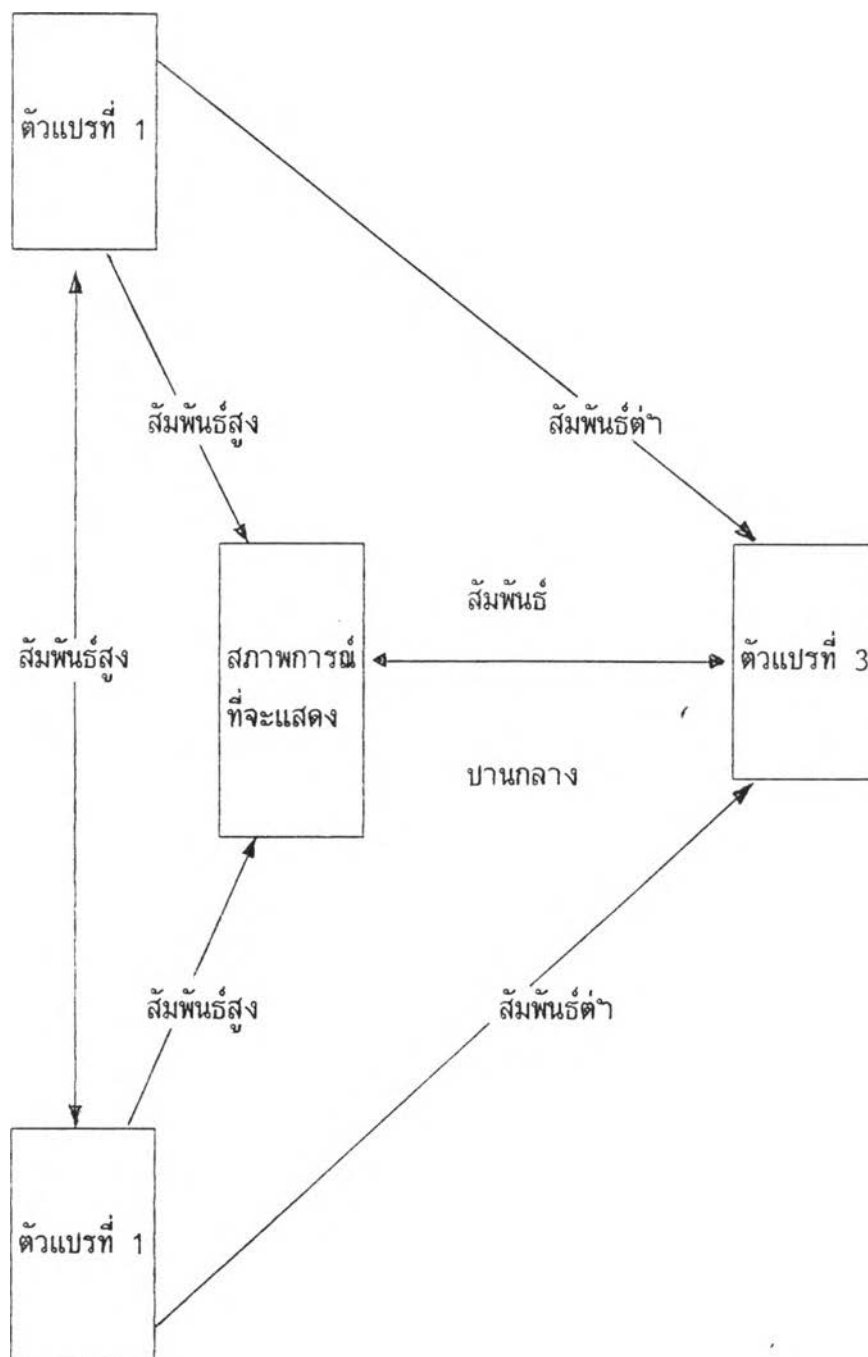 ตัวแปรที่ 1
สัมพันธ์สูง
สัมพันธ์ต่ำ
สัมพันธ์
สัมพันธ์สูง
สภาพการณ์
ที่จะแสดง
ตัวแปรที่ 3
ปานกลาง
สัมพันธ์สูง
สัมพันธ์ต่ำ
ตัวแปรที่ 1